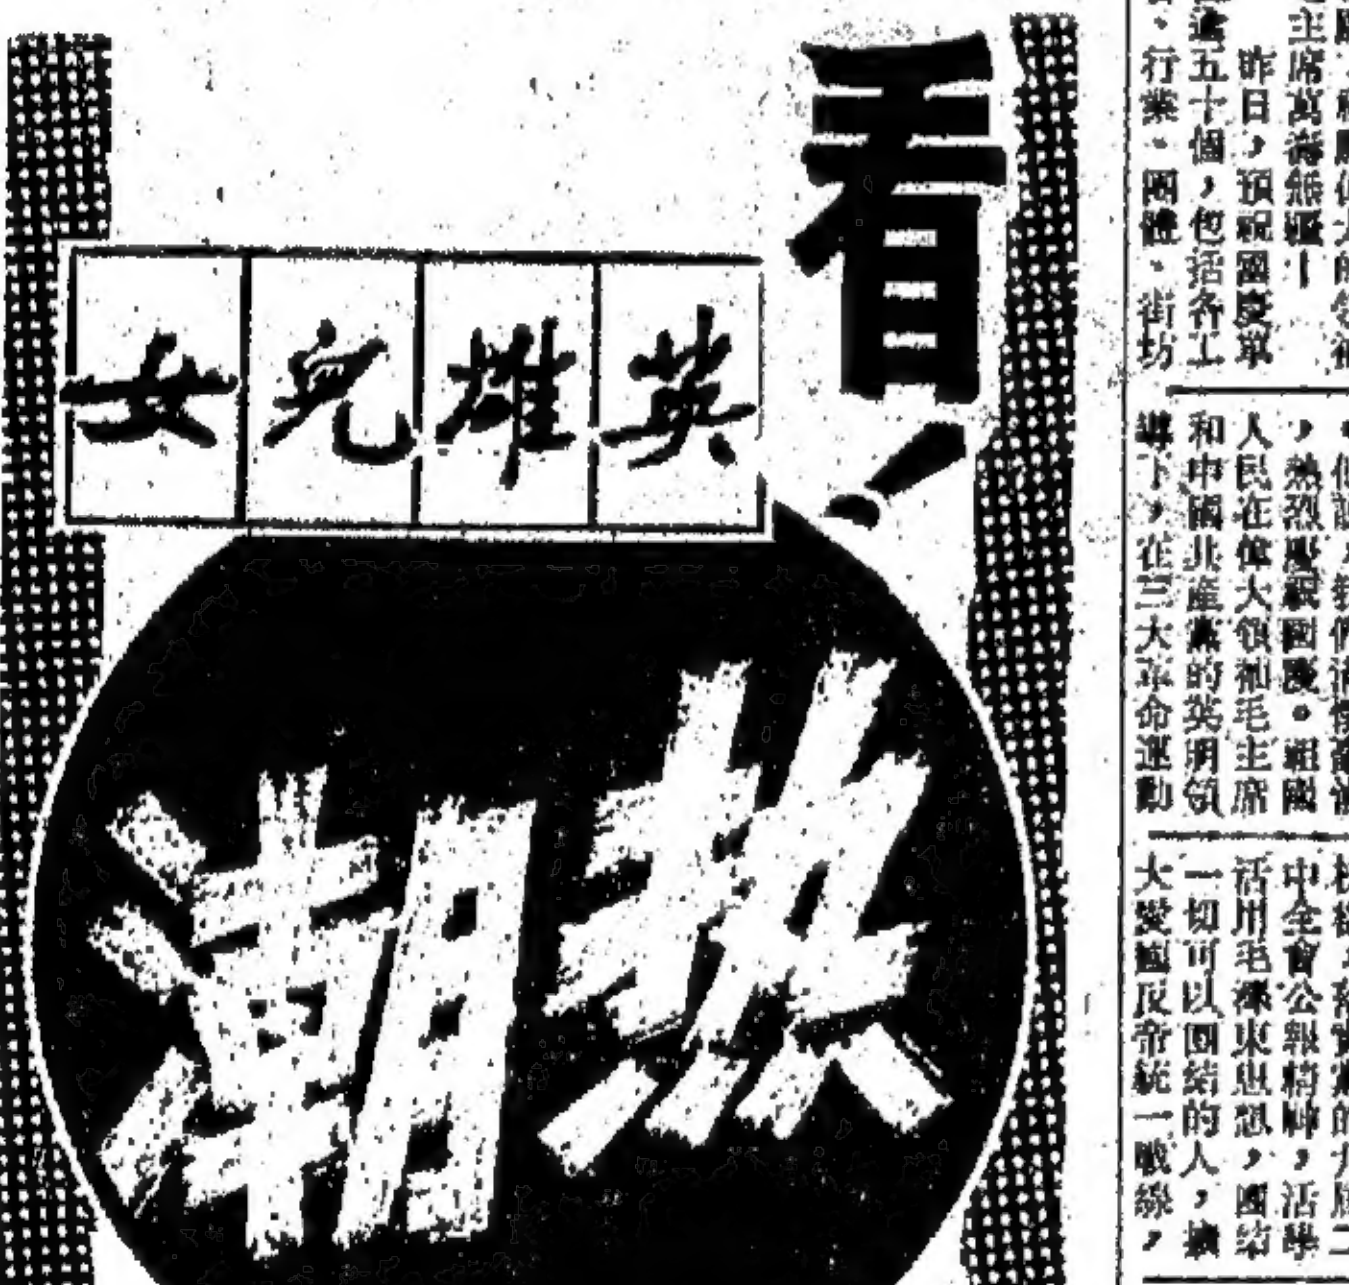 看！
英雄兒女
熱潮
主席萬壽無疆！
昨日，預祝國慶單
五十個，包括各工
、行業、團體、街坊
，熱烈慶祝國慶。祖國
人民在偉大領袖毛主席
和中國共產黨的英明領
導下，在三大革命運動
中全會公報精神，活學
活用毛澤東思想，團結
一切可以團結的人，擴
大愛國反帝統一戰線，